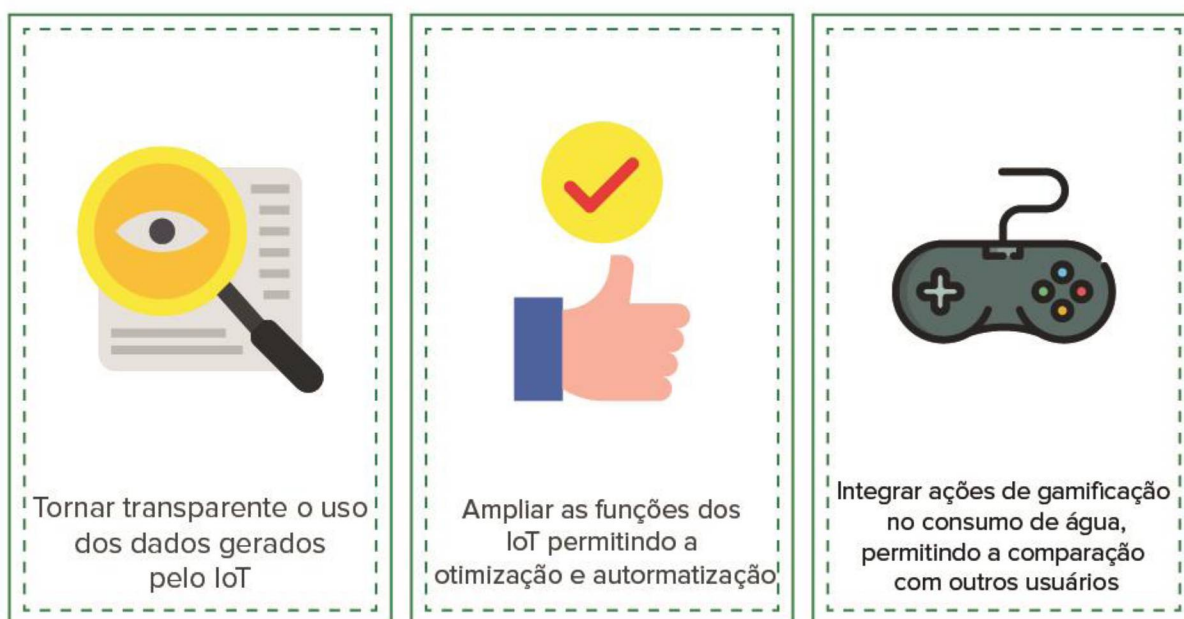 Tornar transparente o uso
dos dados gerados
pelo IoT
Ampliar as funções dos
IoT permitindo a
otimização e autormatização
Integrar ações de gamificação
no consumo de água,
permitindo a comparação
com outros usuários